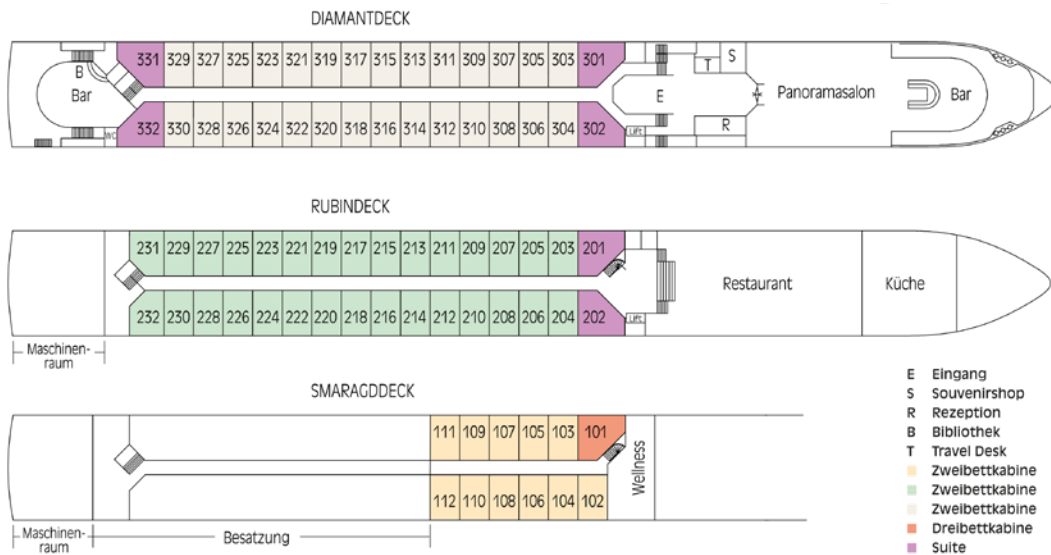 DIAMANTDECK
331 329 327 325 323 321 319 317 315 313 311 309 307 305 303 301
S
T
B
Bar
E
Panoramasalon
Bar
332 330 328 326 324 322 320 318 316 314 312 310 308 306 304 302
WC
Lift
R
RUBINDECK
231 229 227 225 223 221 219 217 215 213 211 209 207 205 203 201
Restaurant
Küche
232 230 228 226 224 222 220 218 216 214 212 210 208 206 204 202
Lift
Maschinen-
raum
SMARAGDDECK
111 109 107 105 103 101
Wellness
112 110 108 106 104 102
Maschinen-
raum
Besatzung
E Eingang
S Souvenirshop
R Rezeption
B Bibliothek
T Travel Desk
Zweibettkabine
Zweibettkabine
Zweibettkabine
Dreibettkabine
Suite